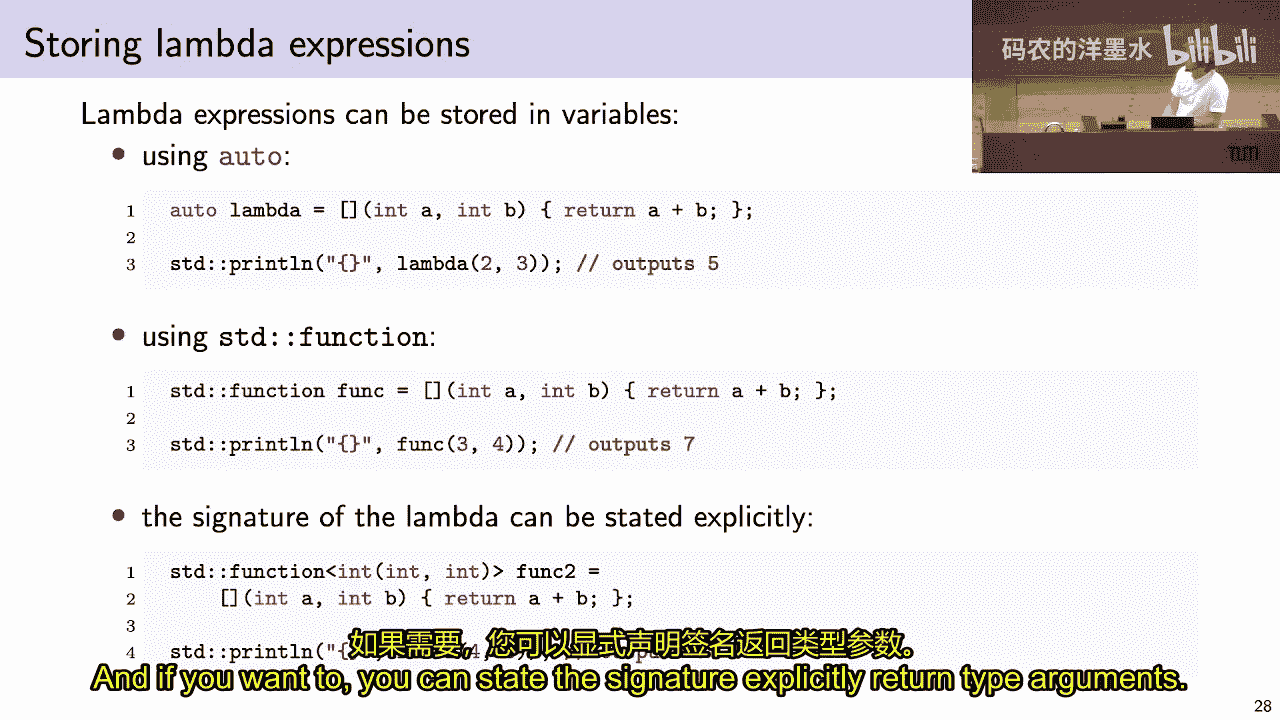 Storing lambda expressions
码农的洋墨水 bilibili
TUM
Lambda expressions can be stored in variables:
• using auto:
1 auto lambda = [](int a, int b) { return a + b; };
2
3 std::println("{}", lambda(2, 3)); // outputs 5
• using std::function:
1 std::function func = [](int a, int b) { return a + b; };
2
3 std::println("{}", func(3, 4)); // outputs 7
• the signature of the lambda can be stated explicitly:
1 std::function<int(int, int)> func2 =
2 [](int a, int b) { return a + b; };
3
4 std::println("{
如果需要，您可以显式声明签名返回类型参数。
And if you want to, you can state the signature explicitly return type arguments.
28